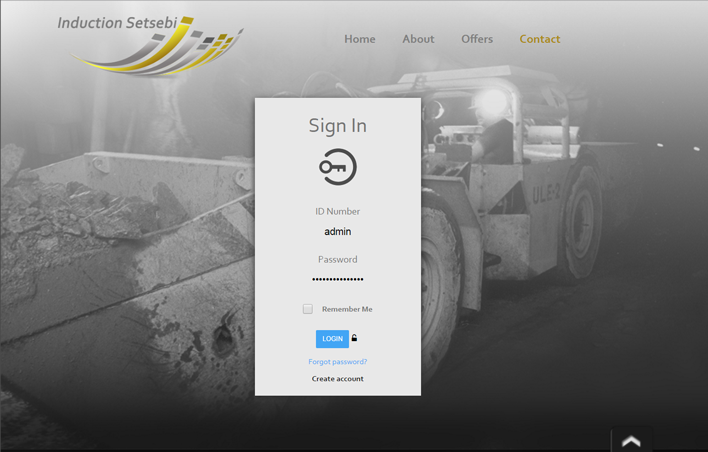 Induction Setsebi
Home About Offers Contact
Sign In
ID Number
admin
Password
•••••••••••••••
Remember Me
LOGIN
Forgot password?
Create account
ULE-2